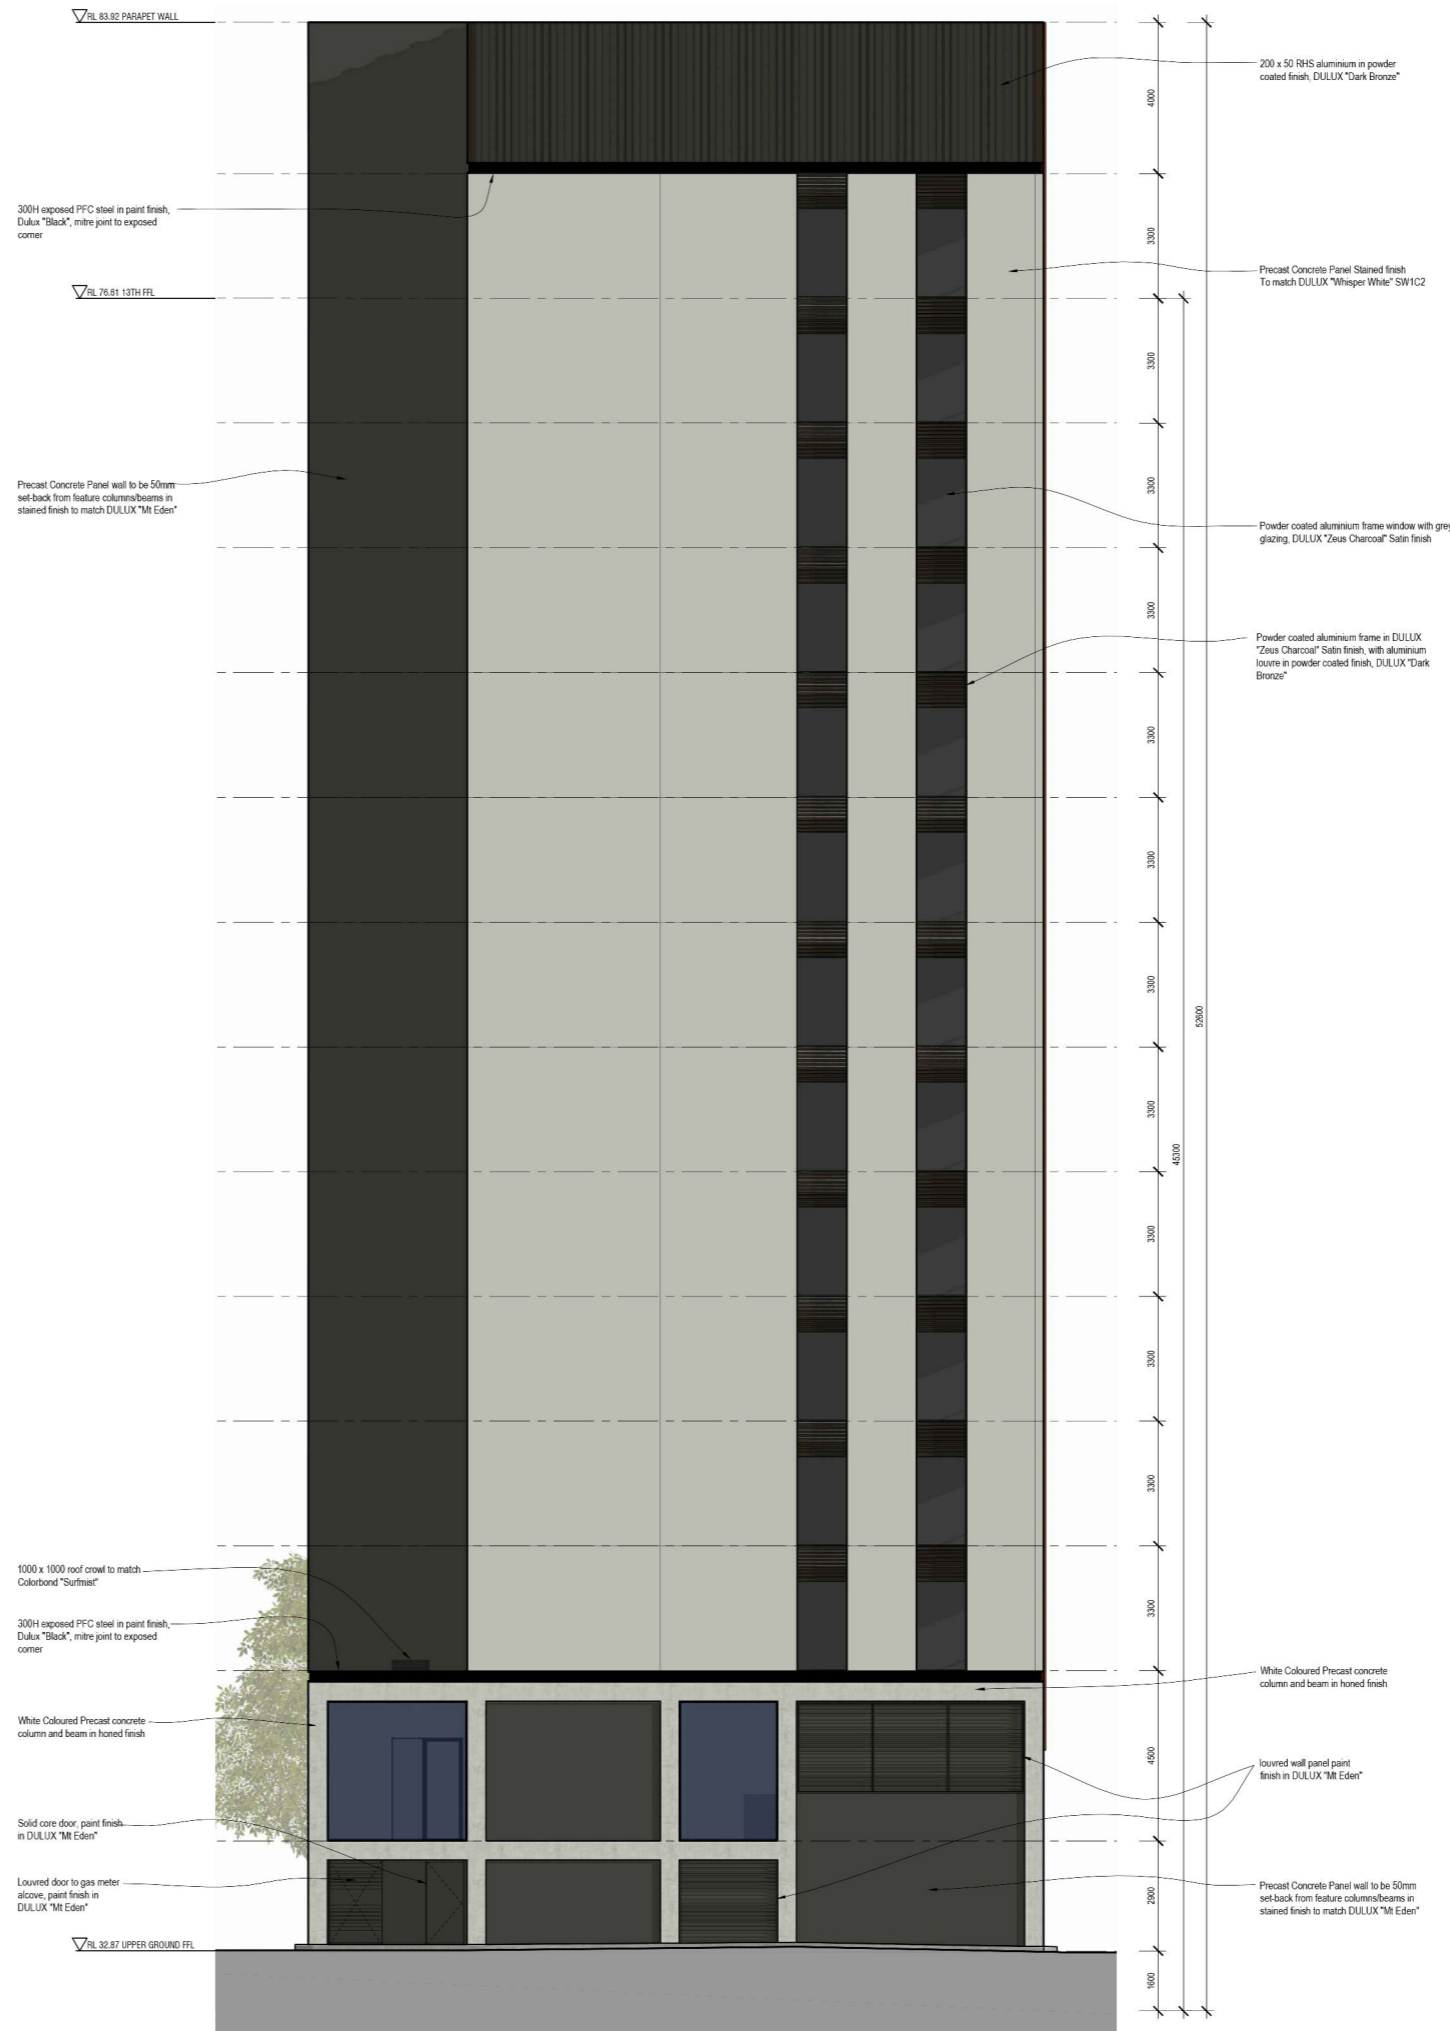 RL 83.92 PARAPET WALL
200 x 50 RHS aluminium in powder
coated finish, DULUX "Dark Bronze"
4000
300H exposed PFC steel in paint finish,
Dulux "Black", mitre joint to exposed
corner
3300
Precast Concrete Panel Stained finish
To match DULUX "Whisper White" SW1C2
RL 76.61 13TH FFL
3300
Precast Concrete Panel wall to be 50mm
set-back from feature columns/beams in
stained finish to match DULUX "Mt Eden"
3300
Powder coated aluminium frame window with grey
glazing, DULUX "Zeus Charcoal" Satin finish
3300
Powder coated aluminium frame in DULUX
"Zeus Charcoal" Satin finish, with aluminium
louvre in powder coated finish, DULUX "Dark
Bronze"
3300
3300
3300
52600
3300
45300
3300
3300
3300
1000 x 1000 roof crowl to match
Colorbond "Surfmist"
3300
300H exposed PFC steel in paint finish,
Dulux "Black", mitre joint to exposed
corner
White Coloured Precast concrete
column and beam in honed finish
White Coloured Precast concrete
column and beam in honed finish
4500
louvred wall panel paint
finish in DULUX "Mt Eden"
Solid core door, paint finish
in DULUX "Mt Eden"
Louvred door to gas meter
alcove, paint finish in
DULUX "Mt Eden"
2900
Precast Concrete Panel wall to be 50mm
set-back from feature columns/beams in
stained finish to match DULUX "Mt Eden"
RL 32.87 UPPER GROUND FFL
1600